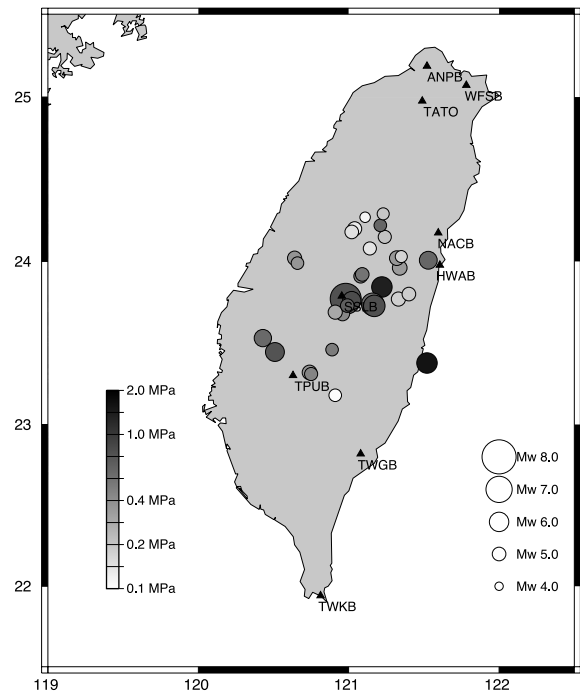 25
24
23
22
119
120
121
122
ANPB
WFSB
TATO
NACB
HWAB
SSLB
TPUB
TWGB
TWKB
2.0 MPa
1.0 MPa
0.4 MPa
0.2 MPa
0.1 MPa
Mw 8.0
Mw 7.0
Mw 6.0
Mw 5.0
Mw 4.0